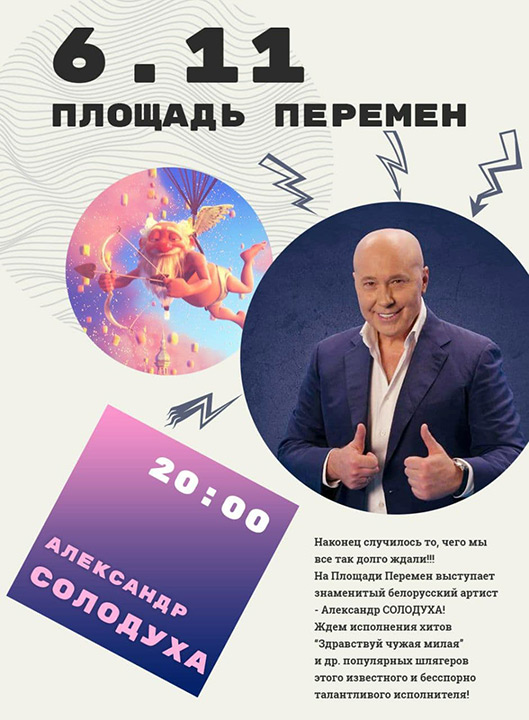 6.11
ПЛОЩАДЬ ПЕРЕМЕН
20:00
АЛЕКСАНДР
СОЛОДУХА
Наконец случилось то, чего мы
все так долго ждали!!!
На Площади Перемен выступает
знаменитый белорусский артист
- Александр СОЛОДУХА!
Ждем исполнения хитов
“Здравствуй чужая милая”
и др. популярных шлягеров
этого известного и бесспорно
талантливого исполнителя!